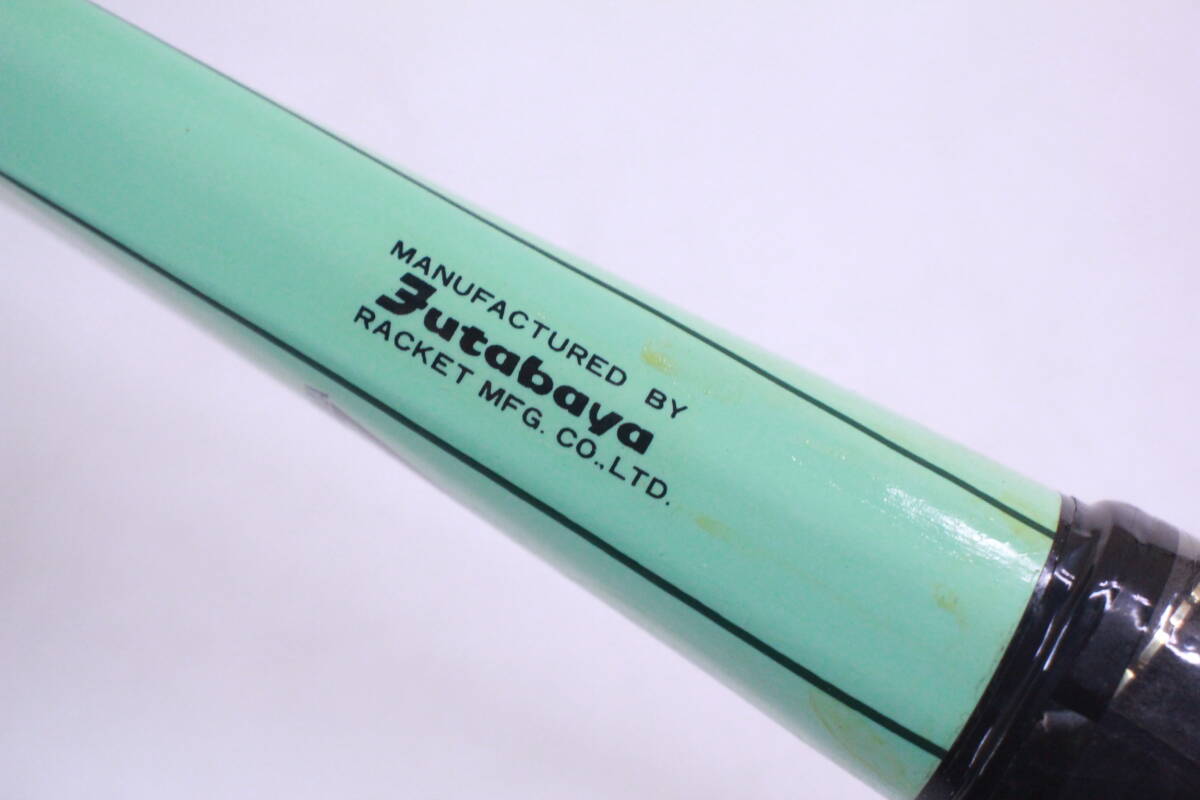 MANUFACTURED BY
Futabaya
RACKET MFG. CO.,LTD.